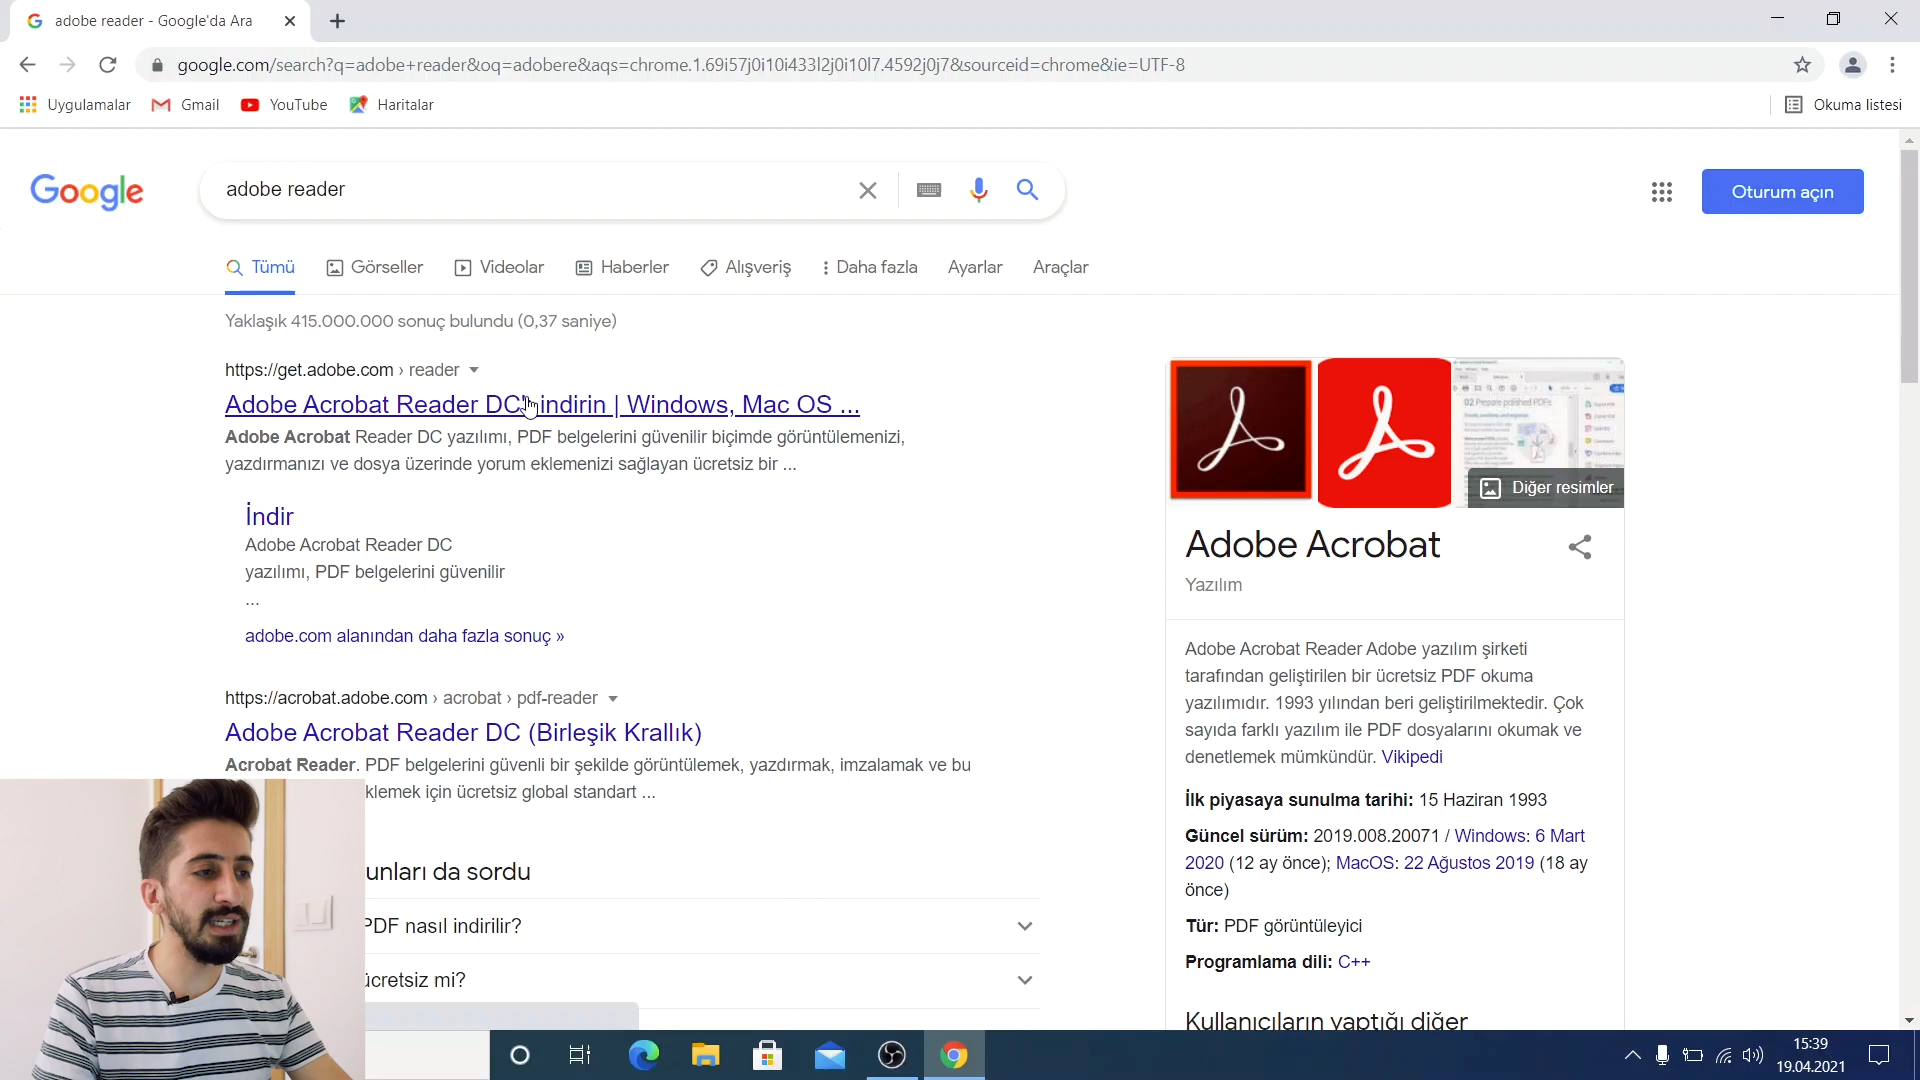 adobe reader - Google'da Ara
google.com/search?q=adobe+reader&oq=adobere&aqs=chrome.1.69i57j0i10i433l2j0i10l7.4592j0j7&sourceid=chrome&ie=UTF-8
Uygulamalar Gmail YouTube Haritalar Okuma listesi
Google adobe reader Oturum açın
Tümü Görseller Videolar Haberler Alışveriş Daha fazla Ayarlar Araçlar
Yaklaşık 415.000.000 sonuç bulundu (0,37 saniye)
https://get.adobe.com › reader
Adobe Acrobat Reader DC'yi indirin | Windows, Mac OS ...
Adobe Acrobat Reader DC yazılımı, PDF belgelerini güvenilir biçimde görüntülemenizi,
yazdırmanızı ve dosya üzerinde yorum eklemenizi sağlayan ücretsiz bir ...
İndir
Adobe Acrobat Reader DC
yazılımı, PDF belgelerini güvenilir
...
adobe.com alanından daha fazla sonuç »
https://acrobat.adobe.com › acrobat › pdf-reader
Adobe Acrobat Reader DC (Birleşik Krallık)
Acrobat Reader. PDF belgelerini güvenli bir şekilde görüntülemek, yazdırmak, imzalamak ve bu
klemek için ücretsiz global standart ...
unları da sordu
PDF nasıl indirilir?
ücretsiz mi?
02 Prepare polished PDFs
Diğer resimler
Adobe Acrobat
Yazılım
Adobe Acrobat Reader Adobe yazılım şirketi
tarafından geliştirilen bir ücretsiz PDF okuma
yazılımıdır. 1993 yılından beri geliştirilmektedir. Çok
sayıda farklı yazılım ile PDF dosyalarını okumak ve
denetlemek mümkündür. Vikipedi
İlk piyasaya sunulma tarihi: 15 Haziran 1993
Güncel sürüm: 2019.008.20071 / Windows: 6 Mart
2020 (12 ay önce); MacOS: 22 Ağustos 2019 (18 ay
önce)
Tür: PDF görüntüleyici
Programlama dili: C++
Kullanıcıların yaptığı diğer
15:39
19.04.2021